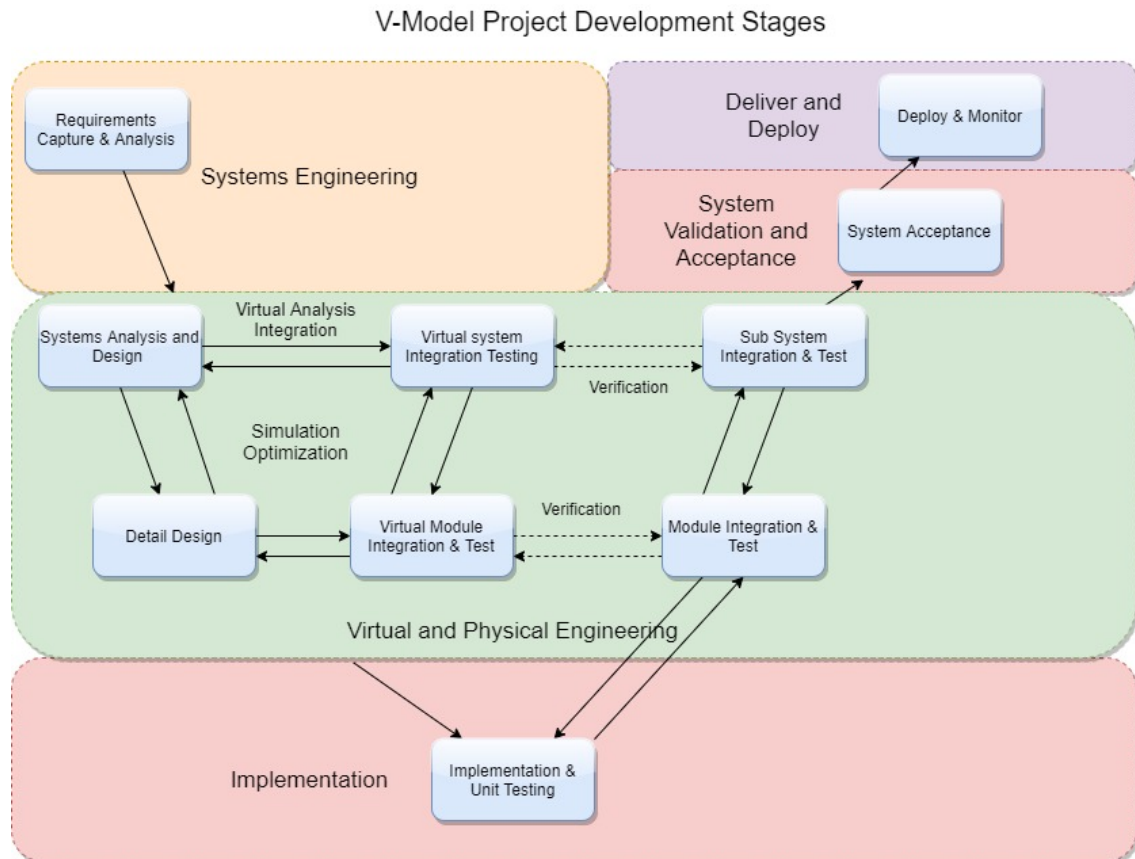 V-Model Project Development Stages
Requirements
Capture & Analysis
Systems Engineering
Deliver and
Deploy
Deploy & Monitor
System
Validation and
Acceptance
System Acceptance
Systems Analysis and
Design
Virtual Analysis
Integration
Virtual system
Integration Testing
Verification
Sub System
Integration & Test
Simulation
Optimization
Detail Design
Virtual Module
Integration & Test
Verification
Module Integration &
Test
Virtual and Physical Engineering
Implementation
Implementation &
Unit Testing